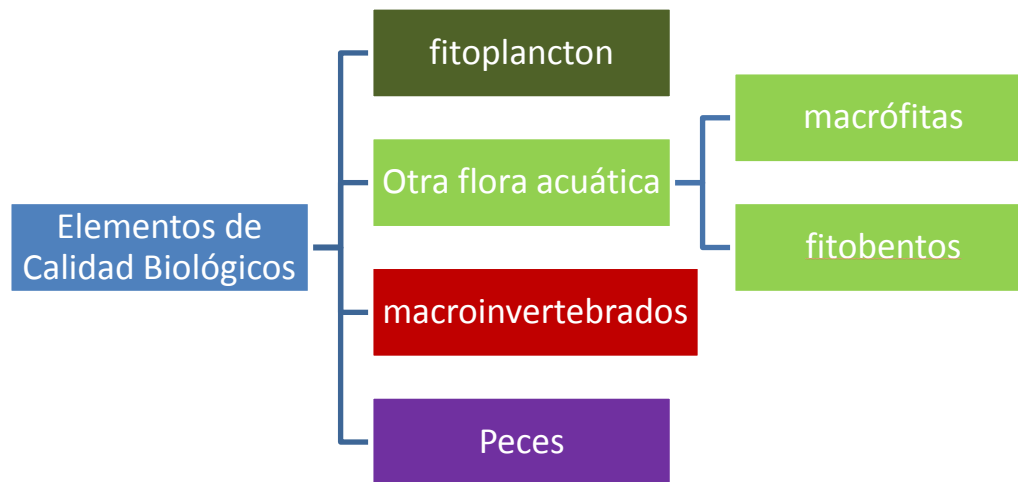 fitoplancton
macrófitas
Otra flora acuática
Elementos de
Calidad Biológicos
fitobentos
macroinvertebrados
Peces